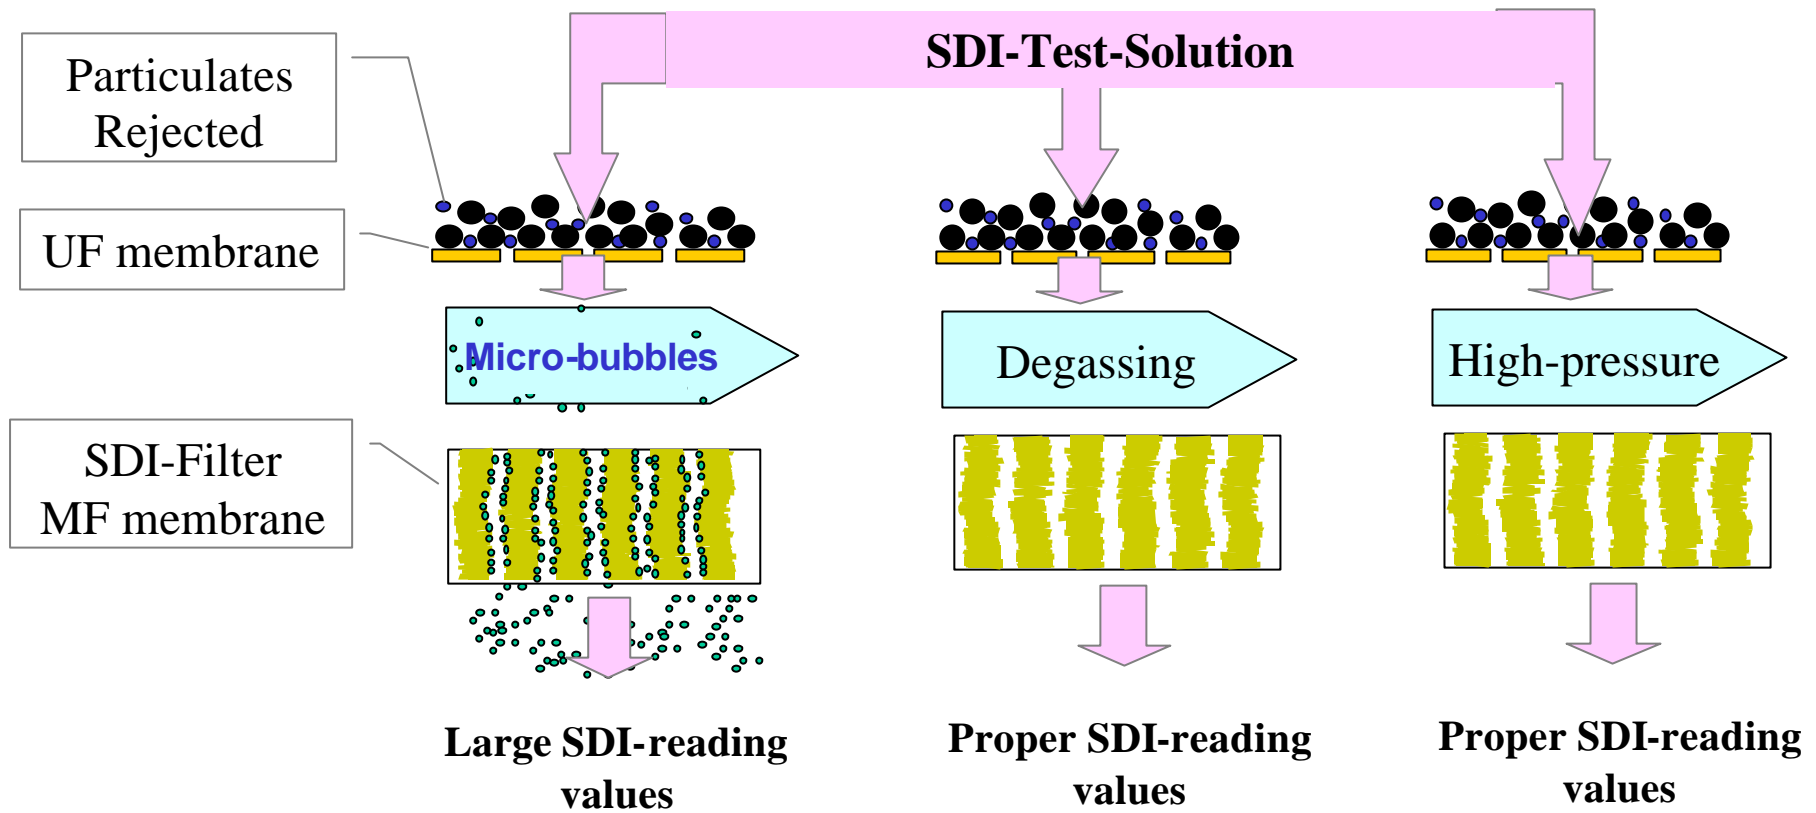 SDI-Test-Solution
Particulates
Rejected
UF membrane
Micro-bubbles
Degassing
High-pressure
SDI-Filter
MF membrane
Large SDI-reading
values
Proper SDI-reading
values
Proper SDI-reading
values